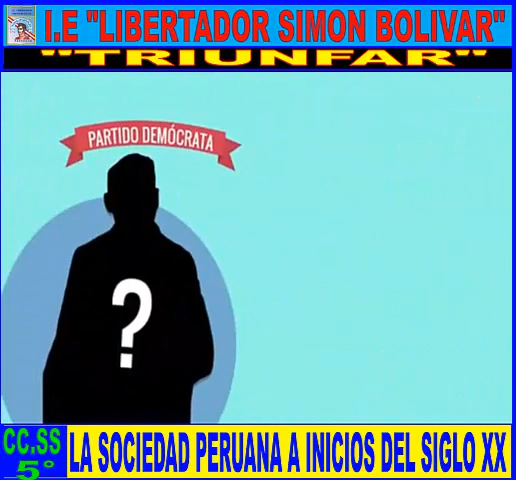 I.E "LIBERTADOR SIMON BOLIVAR"
"TRIUNFAR"
PARTIDO DEMÓCRATA
?
CC.SS
5°
LA SOCIEDAD PERUANA A INICIOS DEL SIGLO XX